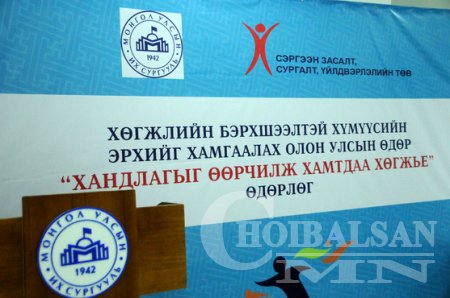 МОНГОЛ УЛСЫН
1942
ИХ СУРГУУЛЬ
СЭРГЭЭН ЗАСАЛТ,
СУРГАЛТ, ҮЙЛДВЭРЛЭЛИЙН ТӨВ
ХӨГЖЛИЙН БЭРХШЭЭЛТЭЙ ХҮМҮҮСИЙН
ЭРХИЙГ ХАМГААЛАХ ОЛОН УЛСЫН ӨДӨР
“ХАНДЛАГЫГ ӨӨРЧИЛЖ ХАМТДАА ХӨГЖЬЕ”
ӨДӨРЛӨГ
МОНГОЛ УЛСЫН
1942
ИХ СУРГУУЛЬ
CHOIBALSAN
MN